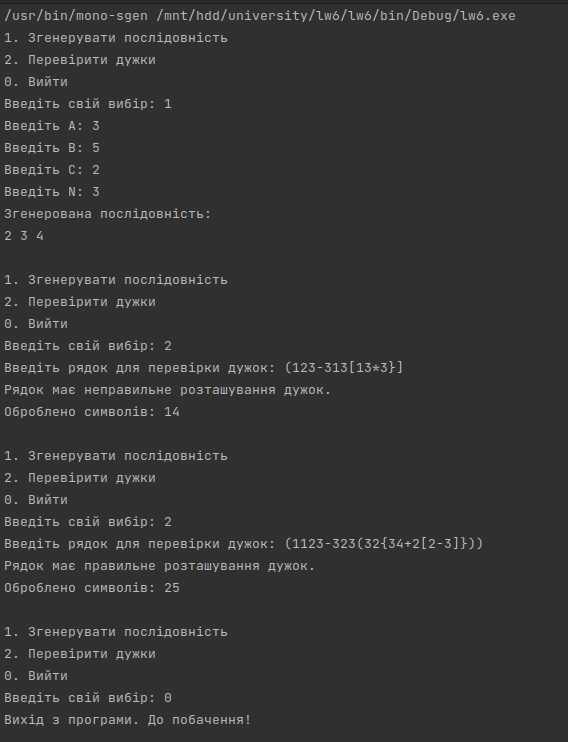 /usr/bin/mono-sgen /mnt/hdd/university/lw6/lw6/bin/Debug/lw6.exe
1. Згенерувати послідовність
2. Перевірити дужки
0. Вийти
Введіть свій вибір: 1
Введіть A: 3
Введіть B: 5
Введіть C: 2
Введіть N: 3
Згенерована послідовність:
2 3 4
1. Згенерувати послідовність
2. Перевірити дужки
0. Вийти
Введіть свій вибір: 2
Введіть рядок для перевірки дужок: (123-313[13*3}]
Рядок має неправильне розташування дужок.
Оброблено символів: 14
1. Згенерувати послідовність
2. Перевірити дужки
0. Вийти
Введіть свій вибір: 2
Введіть рядок для перевірки дужок: (1123-323(32{34+2[2-3]}))
Рядок має правильне розташування дужок.
Оброблено символів: 25
1. Згенерувати послідовність
2. Перевірити дужки
0. Вийти
Введіть свій вибір: 0
Вихід з програми. До побачення!